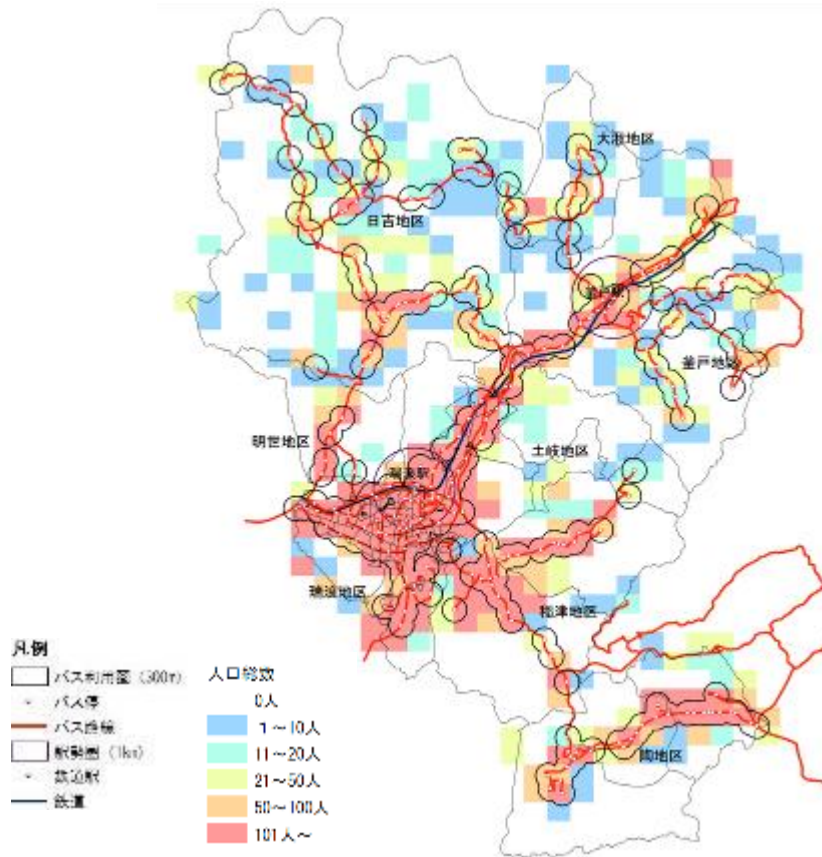 大湫地区
日吉地区
釜戸地区
明世地区
土岐地区
瑞浪駅
瑞浪地区
稲津地区
陶地区
凡例
バス利用圏（300m）
バス停
バス路線
駅勢圏（1km）
鉄道駅
鉄道
人口総数
0人
1～10人
11～20人
21～50人
50～100人
101人～